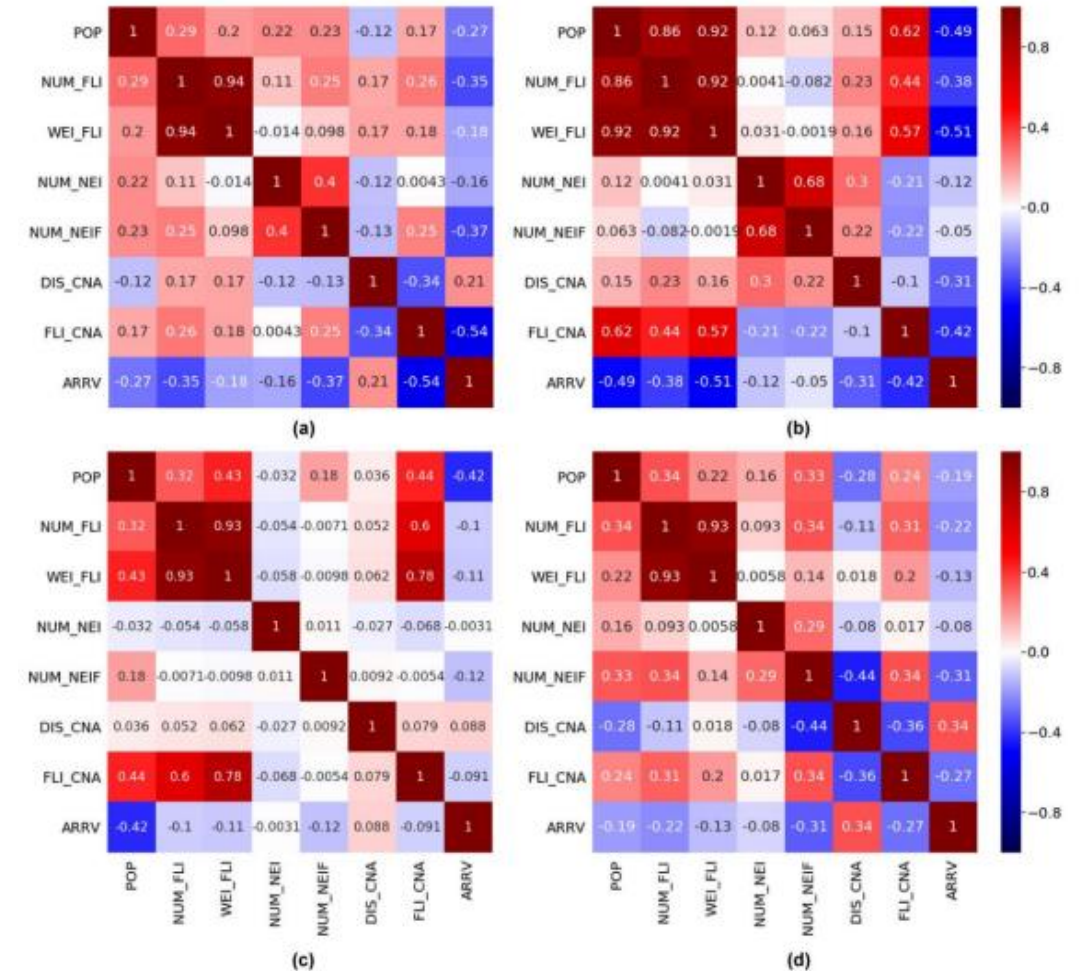 POP 1 0.29 0.2 0.22 0.23 -0.12 0.17 -0.27
NUM_FLI 0.29 1 0.94 0.11 0.25 0.17 0.26 -0.35
WEI_FLI 0.2 0.94 1 -0.014 0.098 0.17 0.18 -0.18
NUM_NEI 0.22 0.11 -0.014 1 0.4 -0.12 0.0043 -0.16
NUM_NEIF 0.23 0.25 0.098 0.4 1 -0.13 0.25 -0.37
DIS_CNA -0.12 0.17 0.17 -0.12 -0.13 1 -0.34 0.21
FLI_CNA 0.17 0.26 0.18 0.0043 0.25 -0.34 1 -0.54
ARRV -0.27 -0.35 -0.18 -0.16 -0.37 0.21 -0.54 1
(a)
POP 1 0.86 0.92 0.12 0.063 0.15 0.62 -0.49
NUM_FLI 0.86 1 0.92 0.0041 -0.082 0.23 0.44 -0.38
WEI_FLI 0.92 0.92 1 0.031 -0.0019 0.16 0.57 -0.51
NUM_NEI 0.12 0.0041 0.031 1 0.68 0.3 -0.21 -0.12
NUM_NEIF 0.063 -0.082 -0.0019 0.68 1 0.22 -0.22 -0.05
DIS_CNA 0.15 0.23 0.16 0.3 0.22 1 -0.1 -0.31
FLI_CNA 0.62 0.44 0.57 -0.21 -0.22 -0.1 1 -0.42
ARRV -0.49 -0.38 -0.51 -0.12 -0.05 -0.31 -0.42 1
(b)
0.8
0.4
0.0
-0.4
-0.8
POP 1 0.32 0.43 -0.032 0.18 0.036 0.44 -0.42
NUM_FLI 0.32 1 0.93 -0.054 -0.0071 0.052 0.6 -0.1
WEI_FLI 0.43 0.93 1 -0.058 -0.0098 0.062 0.78 -0.11
NUM_NEI -0.032 -0.054 -0.058 1 0.011 -0.027 -0.068 -0.0031
NUM_NEIF 0.18 -0.0071 -0.0098 0.011 1 0.0092 -0.0054 -0.12
DIS_CNA 0.036 0.052 0.062 -0.027 0.0092 1 0.079 0.088
FLI_CNA 0.44 0.6 0.78 -0.068 -0.0054 0.079 1 -0.091
ARRV -0.42 -0.1 -0.11 -0.0031 -0.12 0.088 -0.091 1
POP NUM_FLI WEI_FLI NUM_NEI NUM_NEIF DIS_CNA FLI_CNA ARRV
(c)
POP 1 0.34 0.22 0.16 0.33 -0.28 0.24 -0.19
NUM_FLI 0.34 1 0.93 0.093 0.34 -0.11 0.31 -0.22
WEI_FLI 0.22 0.93 1 0.0058 0.14 0.018 0.2 -0.13
NUM_NEI 0.16 0.093 0.0058 1 0.29 -0.08 0.017 -0.08
NUM_NEIF 0.33 0.34 0.14 0.29 1 -0.44 0.34 -0.31
DIS_CNA -0.28 -0.11 0.018 -0.08 -0.44 1 -0.36 0.34
FLI_CNA 0.24 0.31 0.2 0.017 0.34 -0.36 1 -0.27
ARRV -0.19 -0.22 -0.13 -0.08 -0.31 0.34 -0.27 1
POP NUM_FLI WEI_FLI NUM_NEI NUM_NEIF DIS_CNA FLI_CNA ARRV
(d)
0.8
0.4
0.0
-0.4
-0.8